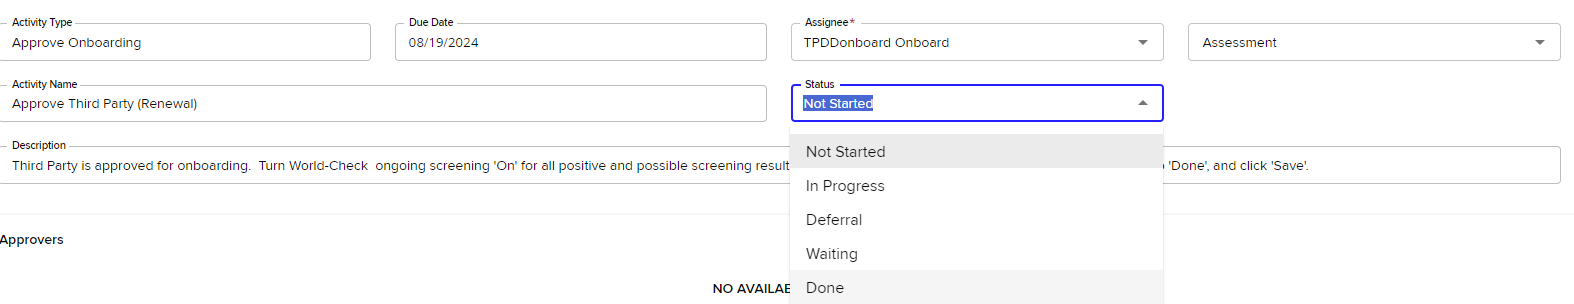 Activity Type
Due Date
Assignee*
Approve Onboarding
08/19/2024
TPDDonboard Onboard
Assessment
Activity Name
Status
Approve Third Party (Renewal)
Not Started
Description
Third Party is approved for onboarding.  Turn World-Check  ongoing screening 'On' for all positive and possible screening result
'Done', and click 'Save'.
Not Started
In Progress
Deferral
Waiting
Done
Approvers
NO